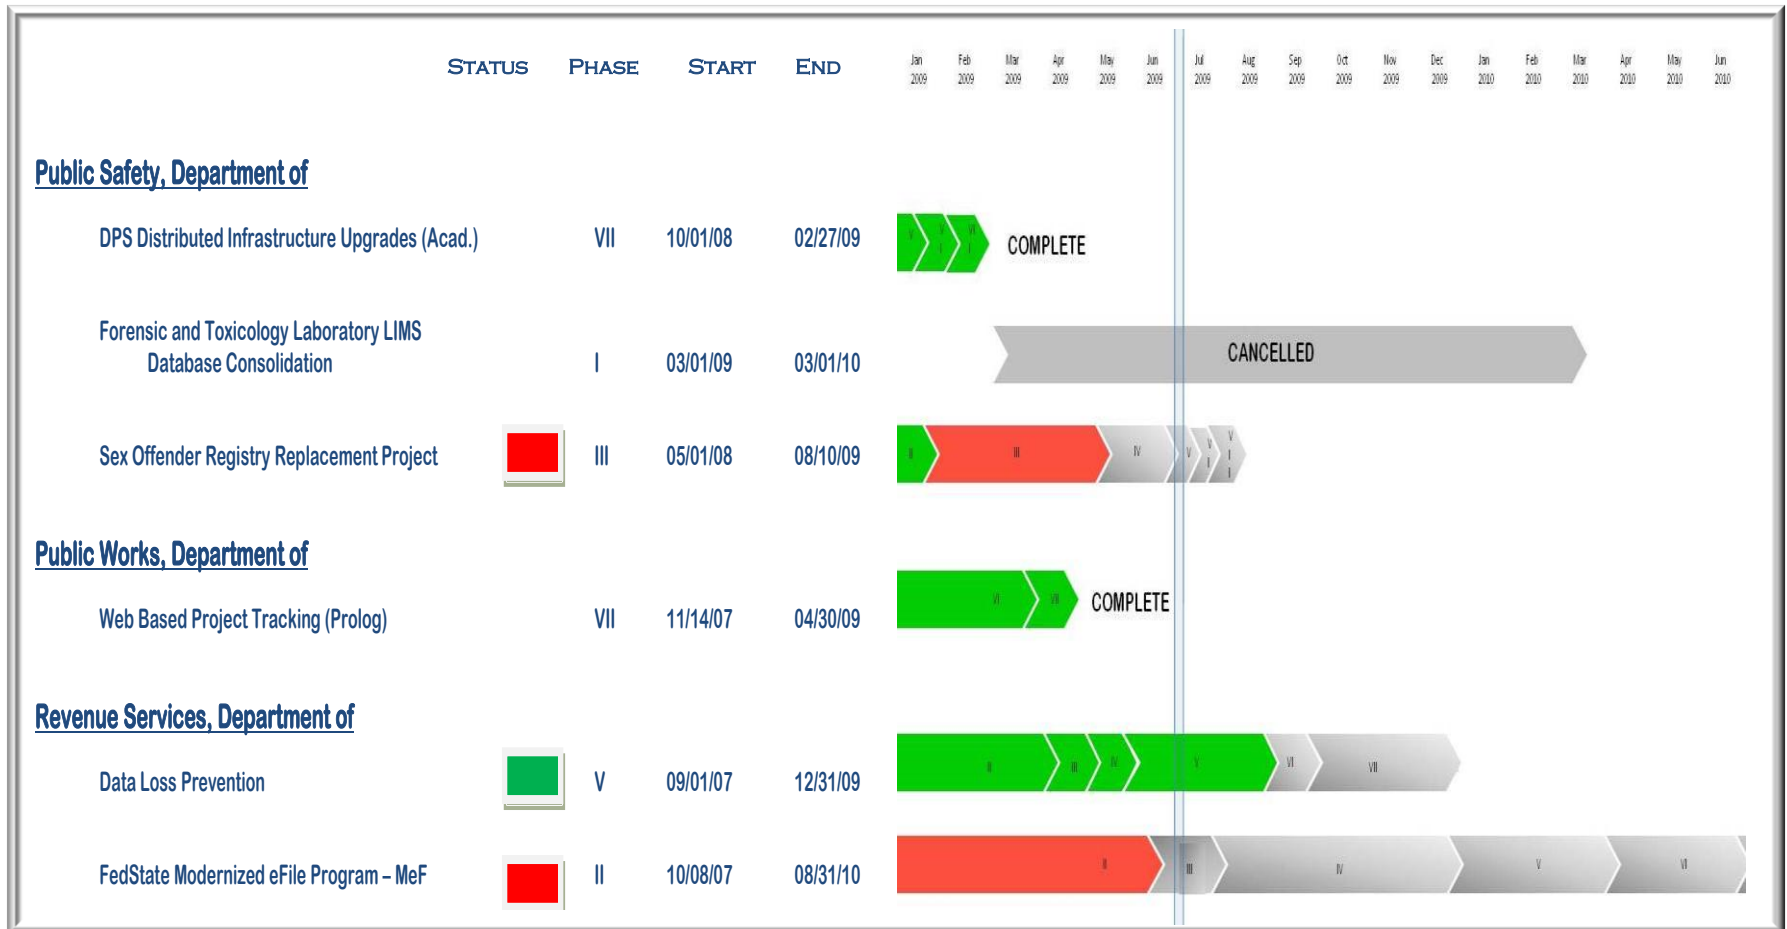 STATUS PHASE START END
Jan Feb Mar Apr May Jun Jul Aug Sep Oct Nov Dec Jan Feb Mar Apr May Jun
2009 2009 2009 2009 2009 2009 2009 2009 2009 2009 2009 2009 2010 2010 2010 2010 2010 2010
Public Safety, Department of
DPS Distributed Infrastructure Upgrades (Acad.) VII 10/01/08 02/27/09 V VI VII COMPLETE
Forensic and Toxicology Laboratory LIMS
Database Consolidation I 03/01/09 03/01/10 CANCELLED
Sex Offender Registry Replacement Project III 05/01/08 08/10/09 II III IV V VI VII
Public Works, Department of
Web Based Project Tracking (Prolog) VII 11/14/07 04/30/09 VI VII COMPLETE
Revenue Services, Department of
Data Loss Prevention V 09/01/07 12/31/09 II III IV V VI VII
FedState Modernized eFile Program – MeF II 10/08/07 08/31/10 II III IV V VI